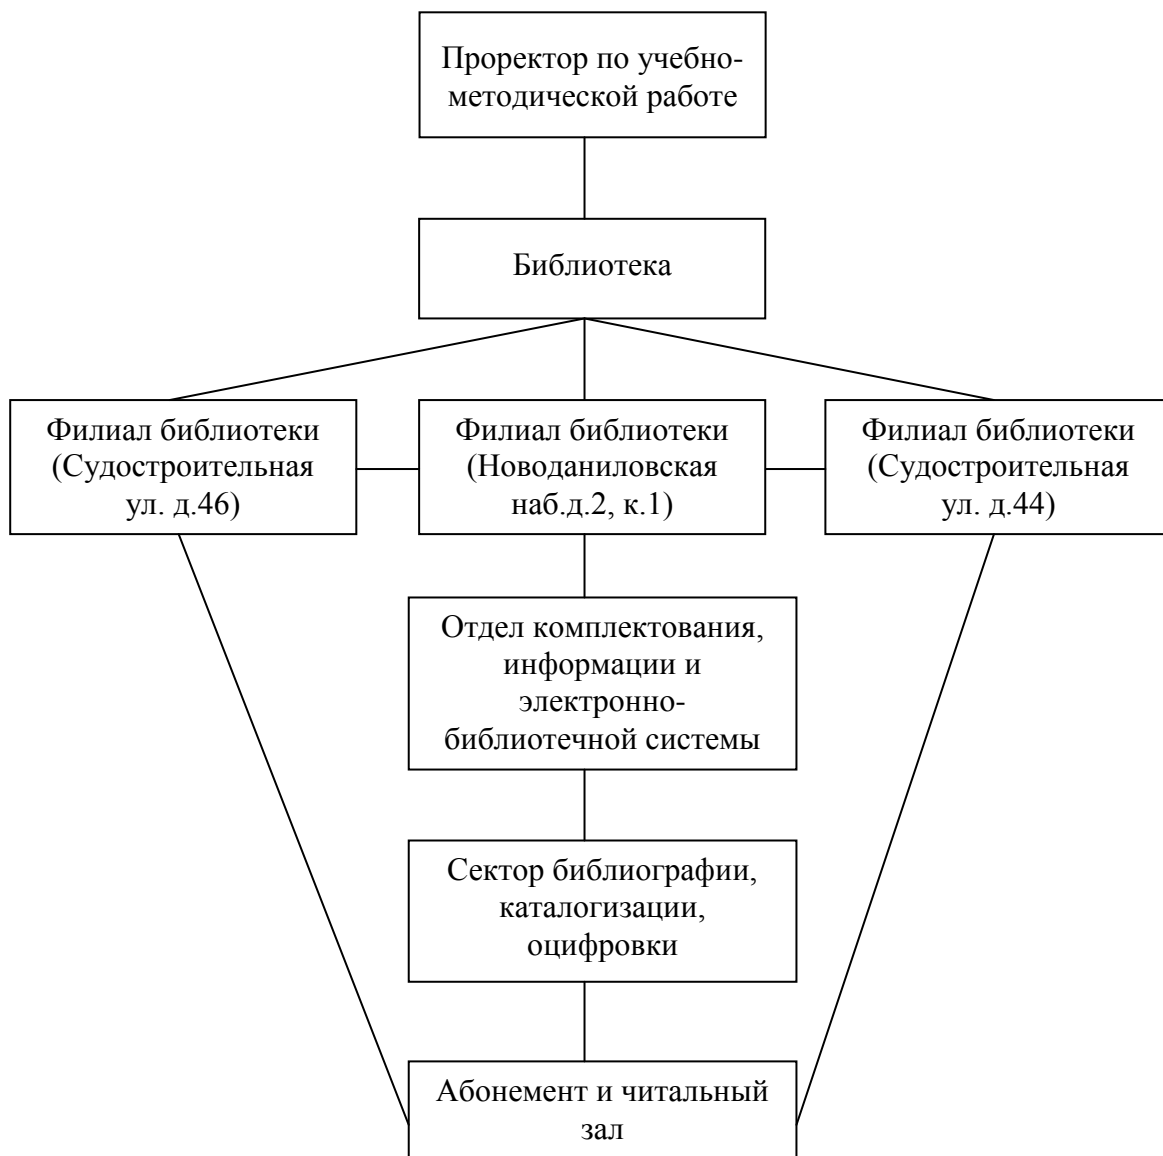 Проректор по учебно-
методической работе
Библиотека
Филиал библиотеки
(Судостроительная
ул. д.46)
Филиал библиотеки
(Новоданиловская
наб.д.2, к.1)
Филиал библиотеки
(Судостроительная
ул. д.44)
Отдел комплектования,
информации и
электронно-
библиотечной системы
Сектор библиографии,
каталогизации,
оцифровки
Абонемент и читальный
зал